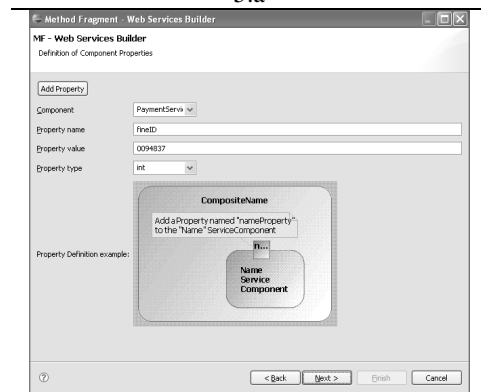 Method Fragment - Web Services Builder
MF - Web Services Builder
Definition of Component Properties
Add Property
Component PaymentServi
Property name fineID
Property value 0094837
Property type int
CompositeName
Add a Property named "nameProperty"
to the "Name" ServiceComponent
n...
Property Definition example:
Name
Service
Component
< Back Next > Finish Cancel